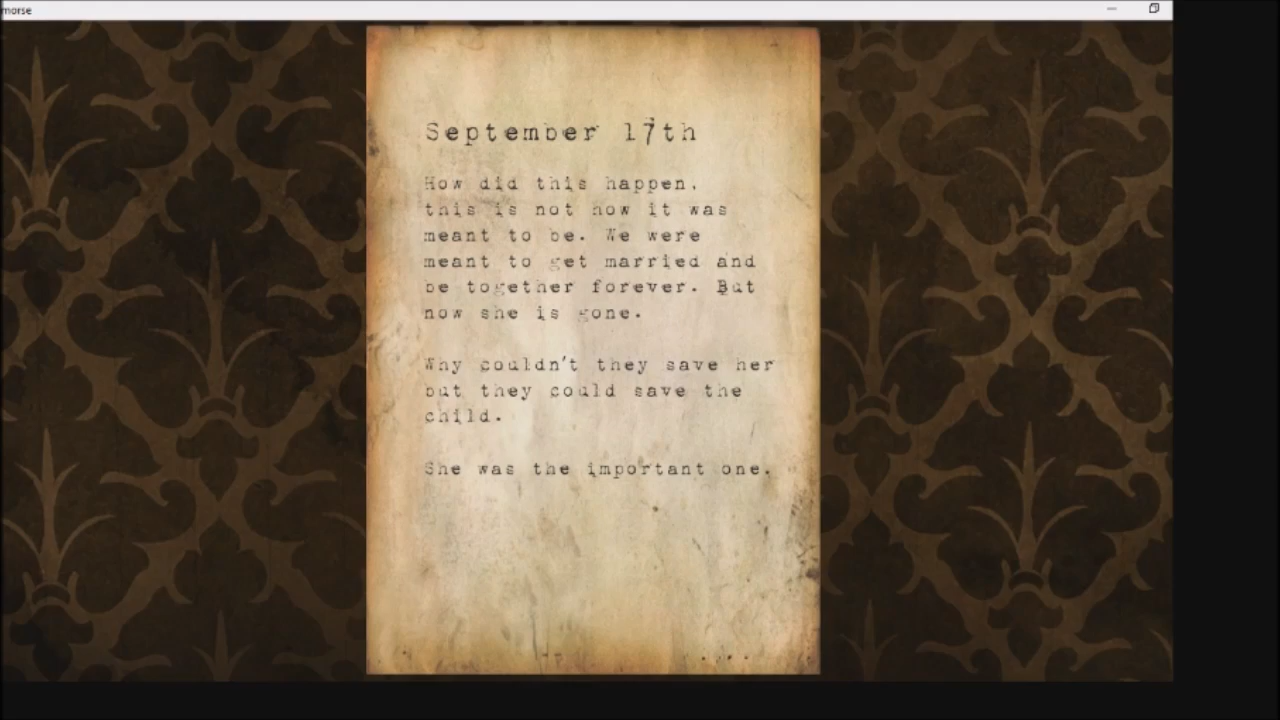 morse
September 17th
How did this happen.
this is not how it was
meant to be. We were
meant to get married and
be together forever. But
now she is gone.
Why couldn't they save her
but they could save the
child.
She was the important one.